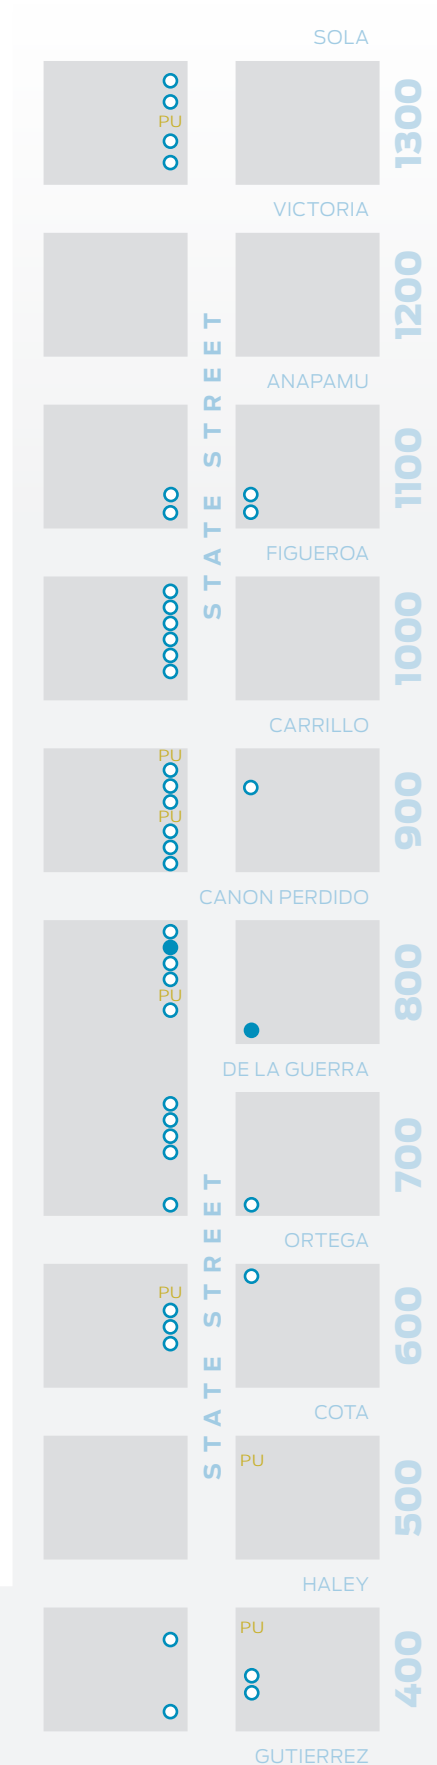 SOLA
1300
PU
VICTORIA
1200
STATE STREET
ANAPAMU
1100
FIGUEROA
1000
CARRILLO
PU
900
PU
CANON PERDIDO
800
PU
DE LA GUERRA
700
STATE STREET
ORTEGA
PU
600
COTA
PU
500
HALEY
PU
400
GUTIERREZ